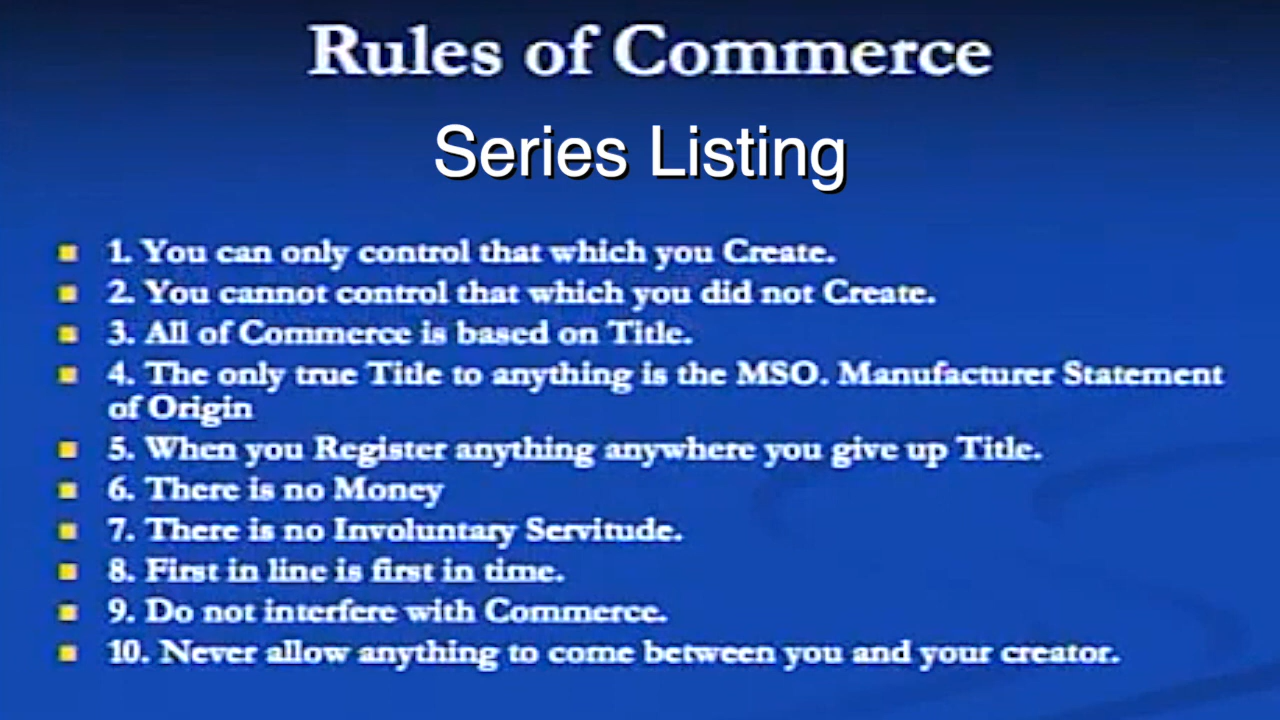 Rules of Commerce
Series Listing
1. You can only control that which you Create.
2. You cannot control that which you did not Create.
3. All of Commerce is based on Title.
4. The only true Title to anything is the MSO. Manufacturer Statement
of Origin
5. When you Register anything anywhere you give up Title.
6. There is no Money
7. There is no Involuntary Servitude.
8. First in line is first in time.
9. Do not interfere with Commerce.
10. Never allow anything to come between you and your creator.